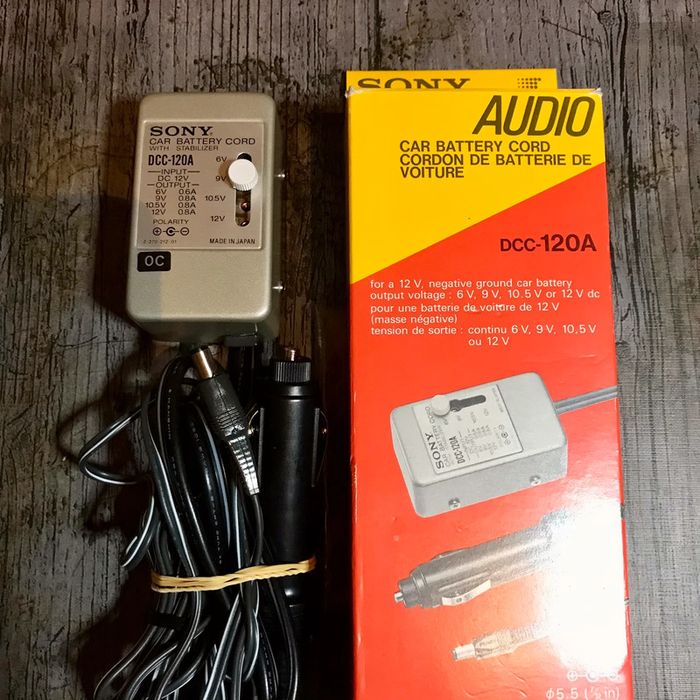 SONY
CAR BATTERY CORD
WITH STABILIZER
DCC-120A
INPUT
DC 12V
OUTPUT
6V 0.6A
9V 0.8A
10.5V 0.8A
12V 0.8A
POLARITY
6V
9V
10.5V
12V
MADE IN JAPAN
OC
SONY
AUDIO
CAR BATTERY CORD
CORDON DE BATTERIE DE
VOITURE
DCC-120A
for a 12 V, negative ground car battery
output voltage : 6 V, 9 V, 10.5 V or 12 V dc
pour une batterie de voiture de 12 V
(masse négative)
tension de sortie : continu 6 V, 9 V, 10,5 V
ou 12 V
SONY
CAR BATTERY CORD
DCC-120A